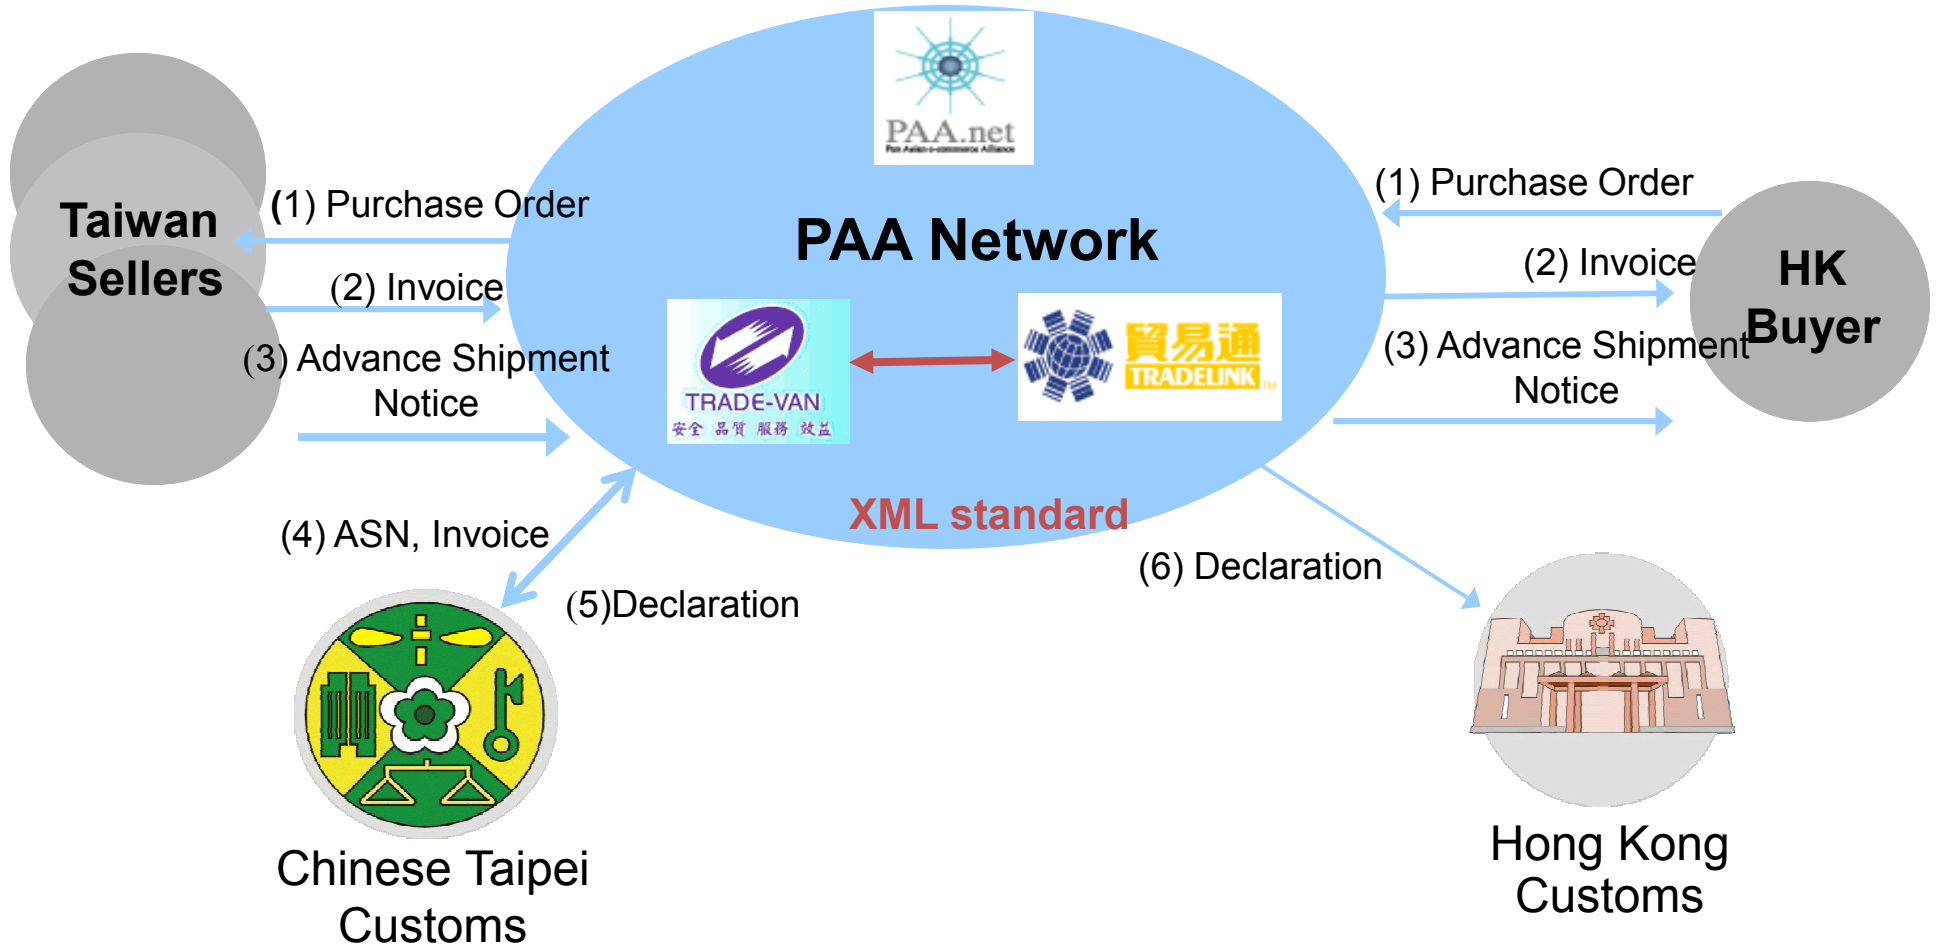 PAA.net
Pan Asian e-commerce Alliance
(1) Purchase Order
(1) Purchase Order
Taiwan
Sellers
PAA Network
HK
Buyer
(2) Invoice
(2) Invoice
(3) Advance Shipment
Notice
(3) Advance Shipment
Notice
TRADE-VAN
安全 品質 服務 效益
貿易通
TRADELINK TM
XML standard
(4) ASN, Invoice
(5)Declaration
(6) Declaration
Chinese Taipei
Customs
Hong Kong
Customs